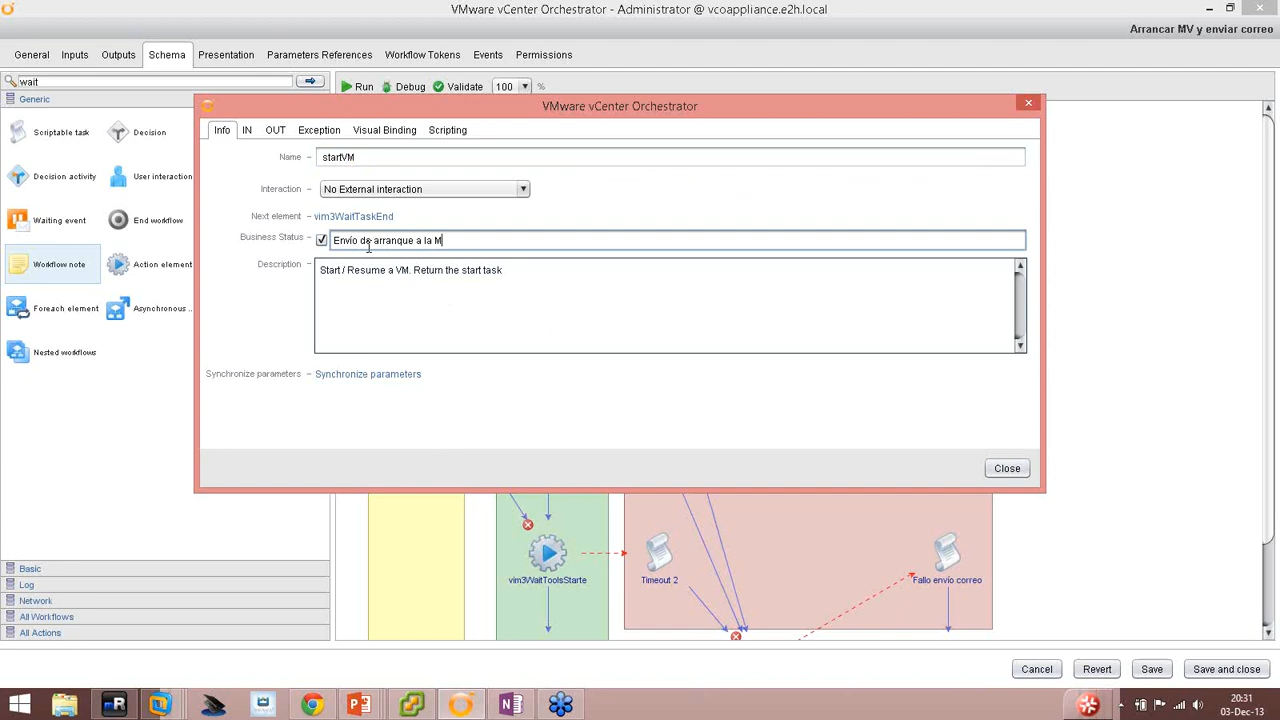 VMware vCenter Orchestrator - Administrator @ vcoappliance.e2h.local
Arrancar MV y enviar correo
General Inputs Outputs Schema Presentation Parameters References Workflow Tokens Events Permissions
wait
Run Debug Validate 100 %
Generic
Scriptable task Decision
Decision activity User interaction
Waiting event End workflow
Workflow note Action element
Foreach element Asynchronous ..
Nested workflows
VMware vCenter Orchestrator
Info IN OUT Exception Visual Binding Scripting
Name startVM
Interaction No External interaction
Next element vim3WaitTaskEnd
Business Status Envío de arranque a la M
Description Start / Resume a VM. Return the start task
Synchronize parameters Synchronize parameters
Close
vim3WaitToolsStarte Timeout 2 Fallo envío correo
Basic
Log
Network
All Workflows
All Actions
Cancel Revert Save Save and close
20:31
03-Dec-13